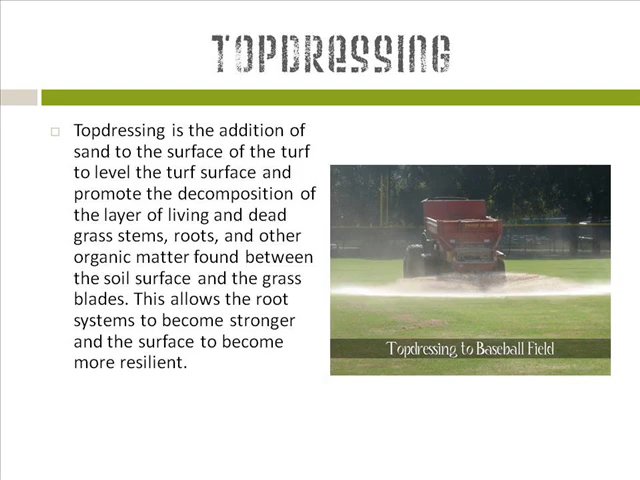 Topdressing
Topdressing is the addition of
sand to the surface of the turf
to level the turf surface and
promote the decomposition of
the layer of living and dead
grass stems, roots, and other
organic matter found between
the soil surface and the grass
blades. This allows the root
systems to become stronger
and the surface to become
more resilient.
Topdressing to Baseball Field